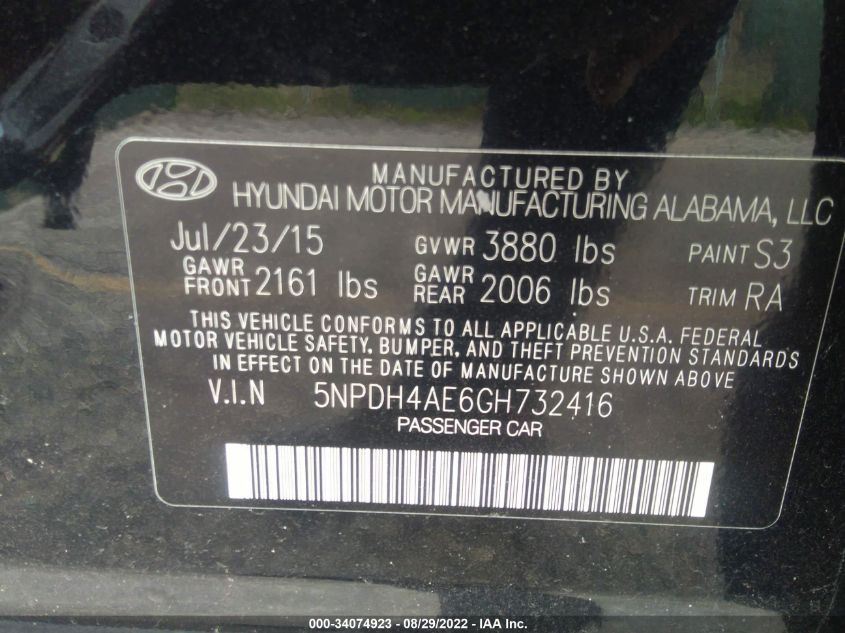 MANUFACTURED BY
HYUNDAI MOTOR MANUFACTURING ALABAMA, LLC
Jul/23/15 GVWR 3880 lbs PAINT S3
GAWR FRONT 2161 lbs GAWR REAR 2006 lbs TRIM RA
THIS VEHICLE CONFORMS TO ALL APPLICABLE U.S.A. FEDERAL
MOTOR VEHICLE SAFETY, BUMPER, AND THEFT PREVENTION STANDARDS
IN EFFECT ON THE DATE OF MANUFACTURE SHOWN ABOVE.
V.I.N 5NPDH4AE6GH732416
PASSENGER CAR
000-34074923 - 08/29/2022 - IAA Inc.